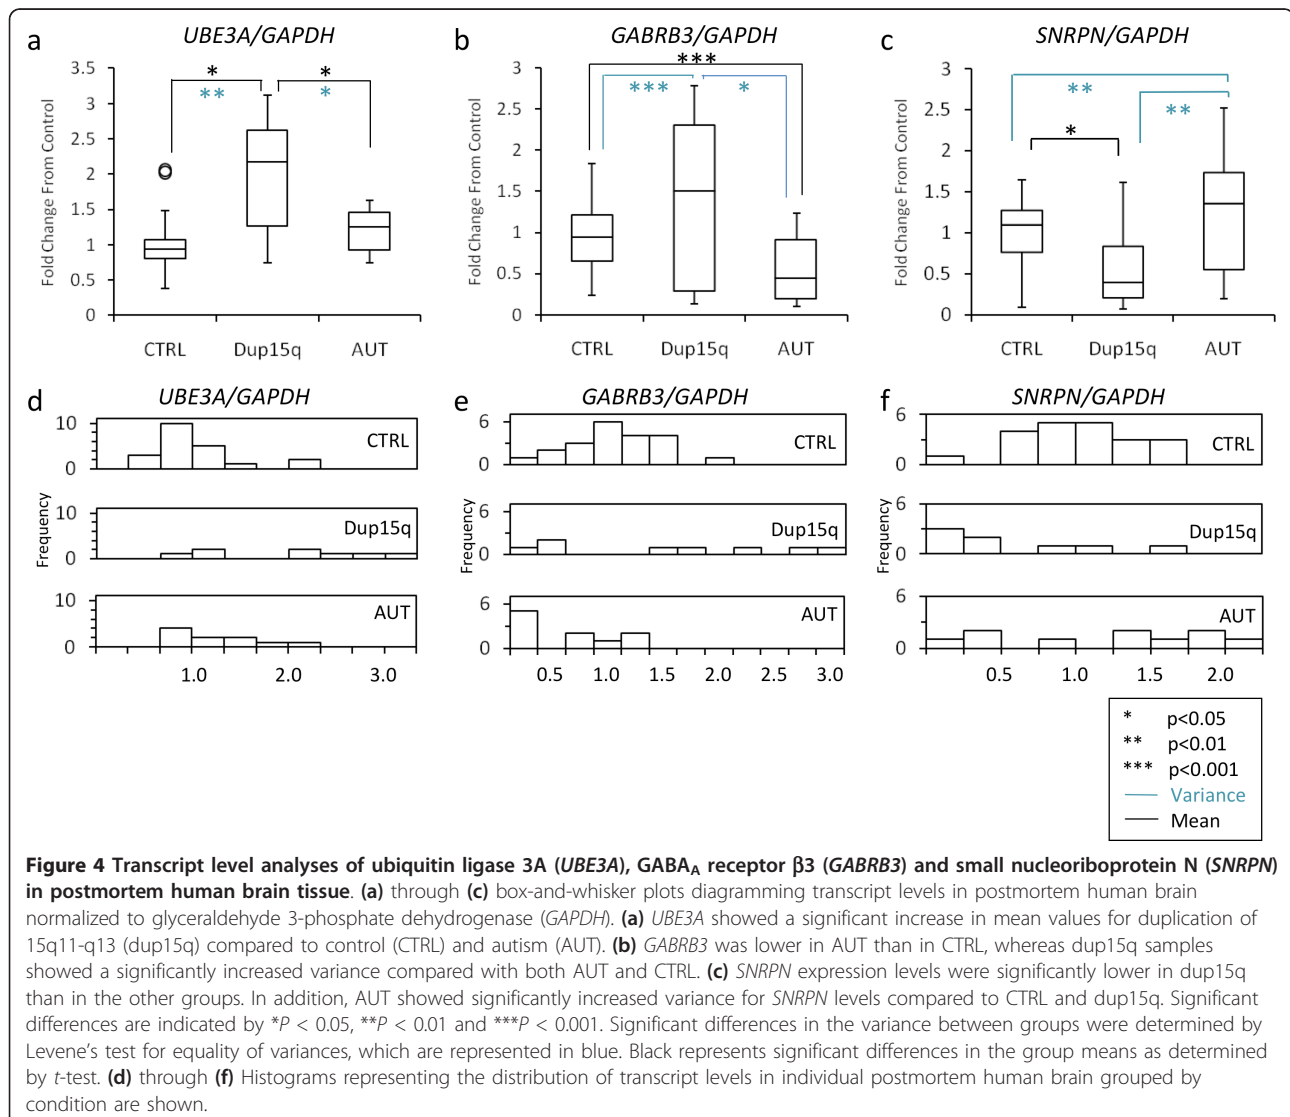 a
UBE3A/GAPDH
Fold Change From Control
3.5
3
2.5
2
1.5
1
0.5
0
*
**
*
*
CTRL
Dup15q
AUT
b
GABRB3/GAPDH
Fold Change From Control
3
2.5
2
1.5
1
0.5
0
***
***
*
CTRL
Dup15q
AUT
c
SNRPN/GAPDH
Fold Change From Control
3
2.5
2
1.5
1
0.5
0
**
**
*
CTRL
Dup15q
AUT
d
UBE3A/GAPDH
Frequency
10
0
CTRL
10
0
Dup15q
10
0
AUT
1.0 2.0 3.0
e
GABRB3/GAPDH
Frequency
6
0
CTRL
6
0
Dup15q
6
0
AUT
0.5 1.0 1.5 2.0 2.5 3.0
f
SNRPN/GAPDH
Frequency
6
0
CTRL
6
0
Dup15q
6
0
AUT
0.5 1.0 1.5 2.0
* p<0.05
** p<0.01
*** p<0.001
Variance
Mean
Figure 4 Transcript level analyses of ubiquitin ligase 3A (UBE3A), GABAA receptor β3 (GABRB3) and small nucleoriboprotein N (SNRPN)
in postmortem human brain tissue. (a) through (c) box-and-whisker plots diagramming transcript levels in postmortem human brain
normalized to glyceraldehyde 3-phosphate dehydrogenase (GAPDH). (a) UBE3A showed a significant increase in mean values for duplication of
15q11-q13 (dup15q) compared to control (CTRL) and autism (AUT). (b) GABRB3 was lower in AUT than in CTRL, whereas dup15q samples
showed a significantly increased variance compared with both AUT and CTRL. (c) SNRPN expression levels were significantly lower in dup15q
than in the other groups. In addition, AUT showed significantly increased variance for SNRPN levels compared to CTRL and dup15q. Significant
differences are indicated by *P < 0.05, **P < 0.01 and ***P < 0.001. Significant differences in the variance between groups were determined by
Levene's test for equality of variances, which are represented in blue. Black represents significant differences in the group means as determined
by t-test. (d) through (f) Histograms representing the distribution of transcript levels in individual postmortem human brain grouped by
condition are shown.